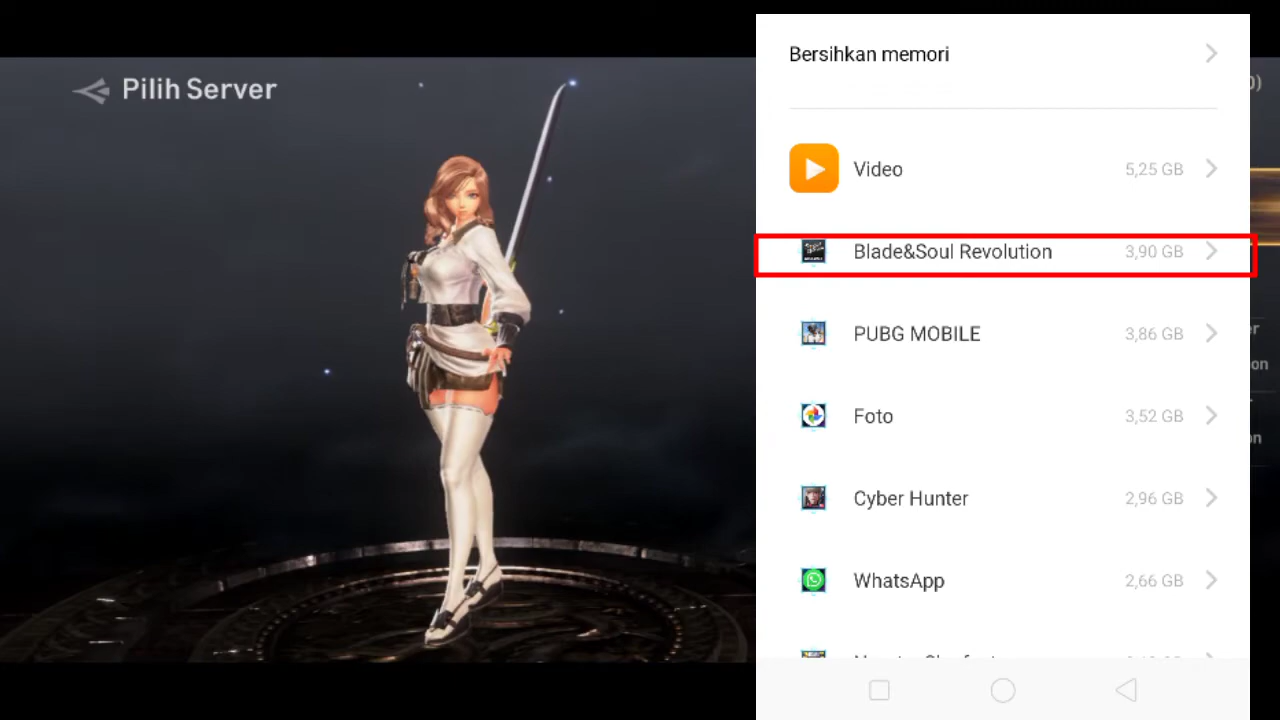 Pilih Server
Bersihkan memori
Video 5,25 GB
Blade&Soul Revolution 3,90 GB
PUBG MOBILE 3,86 GB
Foto 3,52 GB
Cyber Hunter 2,96 GB
WhatsApp 2,66 GB